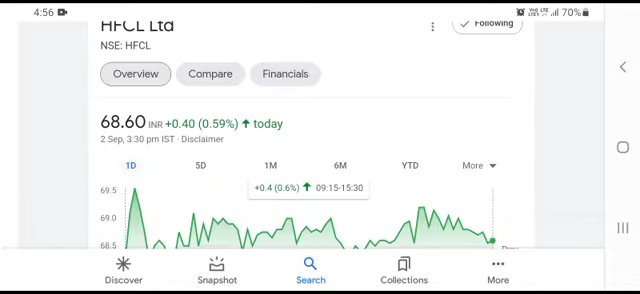 4:56
70%
HFCL Ltd
Following
NSE: HFCL
Overview Compare Financials
68.60 INR +0.40 (0.59%) ↑ today
2 Sep, 3:30 pm IST · Disclaimer
1D 5D 1M 6M YTD More
+0.4 (0.6%) ↑ 09:15-15:30
69.5
69.0
68.5
Discover Snapshot Search Collections More